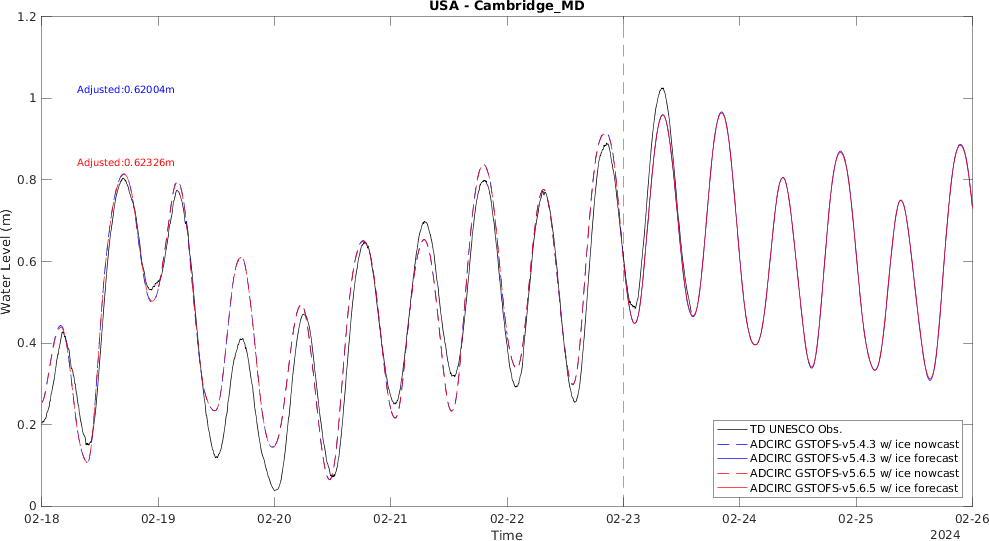 USA - Cambridge_MD
1.2
1
0.8
0.6
0.4
0.2
0
Water Level (m)
Adjusted:0.62004m
Adjusted:0.62326m
TD UNESCO Obs.
ADCIRC GSTOFS-v5.4.3 w/ ice nowcast
ADCIRC GSTOFS-v5.4.3 w/ ice forecast
ADCIRC GSTOFS-v5.6.5 w/ ice nowcast
ADCIRC GSTOFS-v5.6.5 w/ ice forecast
02-18 02-19 02-20 02-21 02-22 02-23 02-24 02-25 02-26
Time
2024